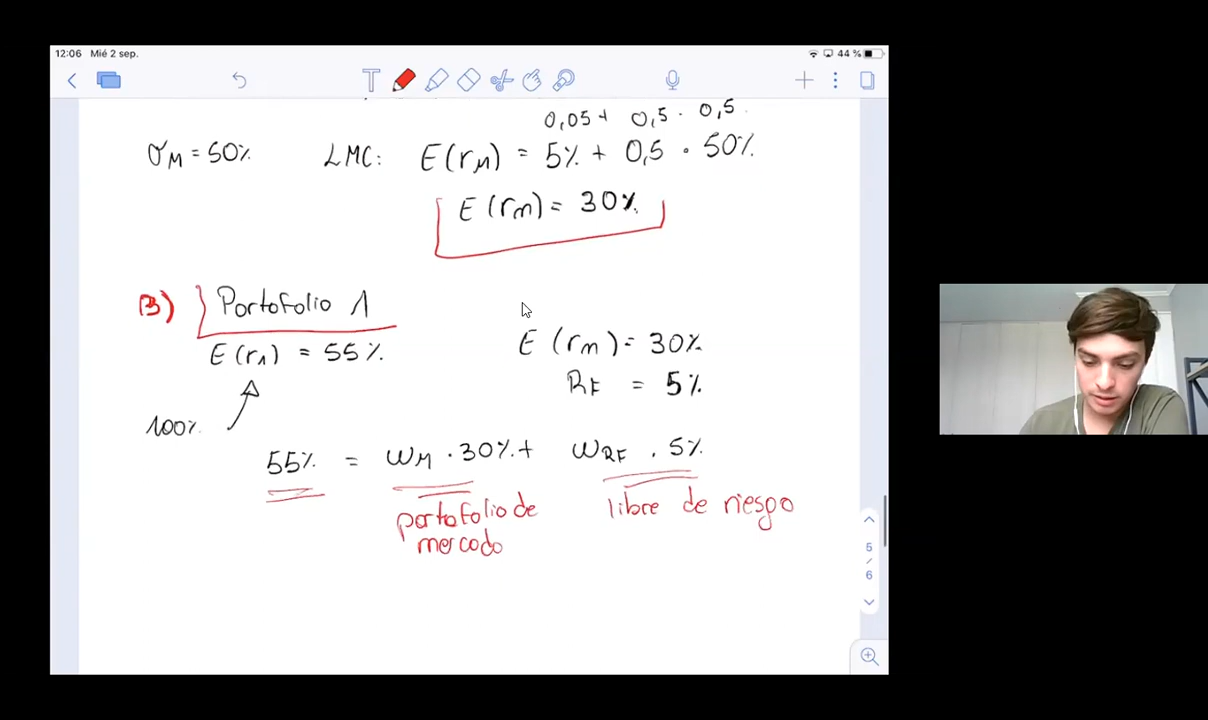 12:06 Mié 2 sep.
44 %
T
0,05 + 0,5 · 0,5
σM = 50% LMC: E(rM) = 5% + 0,5 · 50%
E(rm) = 30%
B) Portofolio 1
E(r1) = 55%
E(rm) = 30%
RF = 5%
100%
55% = WM · 30% + WRF . 5%
portofolio de libre de riesgo
mercado
5
/
6